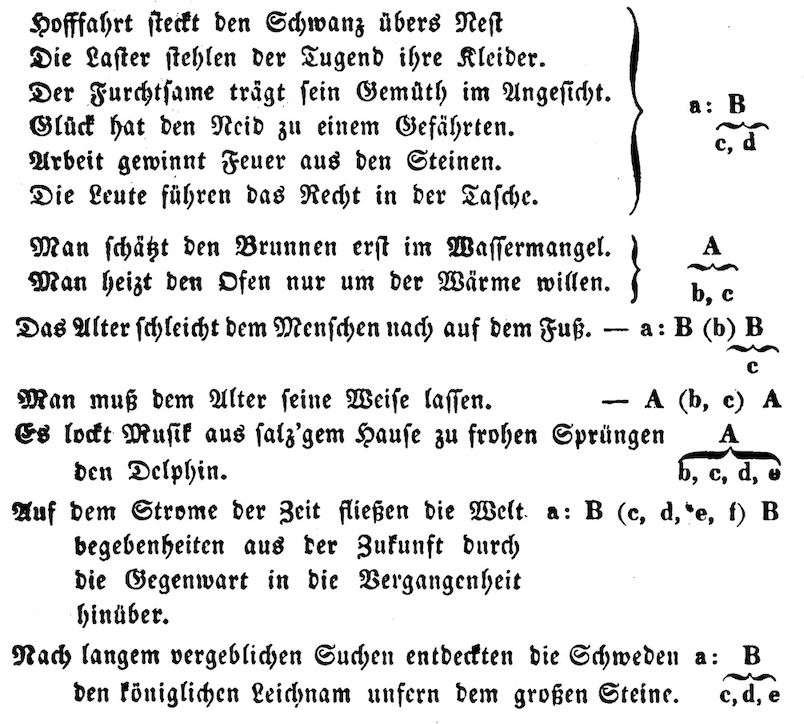 Hofffahrt steckt den Schwanz übers Nest
Die Laster stehlen der Tugend ihre Kleider.
Der Furchtsame trägt sein Gemüth im Angesicht.
Glück hat den Neid zu einem Gefährten.
Arbeit gewinnt Feuer aus den Steinen.
Die Leute führen das Recht in der Tasche.
a: B
c, d
Man schätzt den Brunnen erst im Wassermangel.
Man heizt den Ofen nur um der Wärme willen.
A
b, c
Das Alter schleicht dem Menschen nach auf dem Fuß. — a: B (b) B
c
Man muß dem Alter seine Weise lassen. — A (b, c) A
Es lockt Musik aus salz'gem Hause zu frohen Sprüngen A
den Delphin. b, c, d, e
Auf dem Strome der Zeit fließen die Welt a: B (c, d, e, f) B
begebenheiten aus der Zukunft durch
die Gegenwart in die Vergangenheit
hinüber.
Nach langem vergeblichen Suchen entdeckten die Schweden a: B
den königlichen Leichnam unfern dem großen Steine. c, d, e